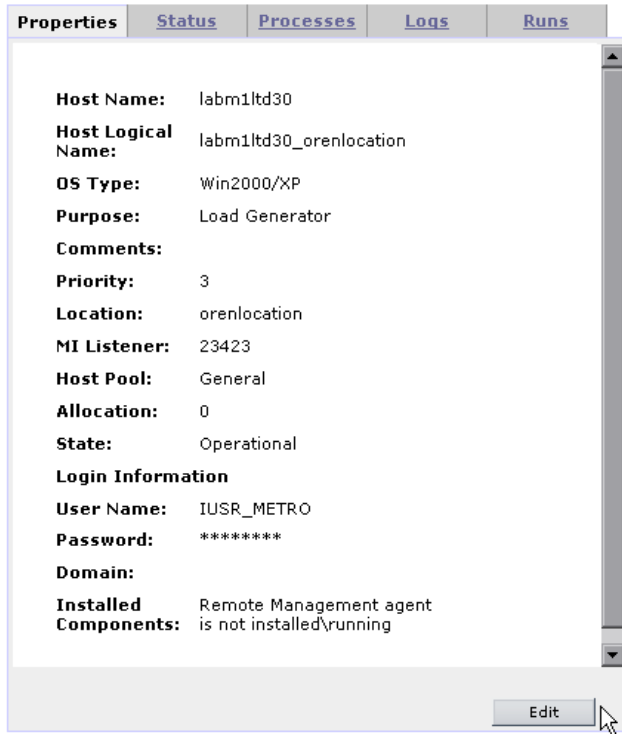 Properties Status Processes Logs Runs
Host Name: labm1ltd30
Host Logical
Name: labm1ltd30_orenlocation
OS Type: Win2000/XP
Purpose: Load Generator
Comments:
Priority: 3
Location: orenlocation
MI Listener: 23423
Host Pool: General
Allocation: 0
State: Operational
Login Information
User Name: IUSR_METRO
Password: ********
Domain:
Installed Remote Management agent
Components: is not installed\running
Edit